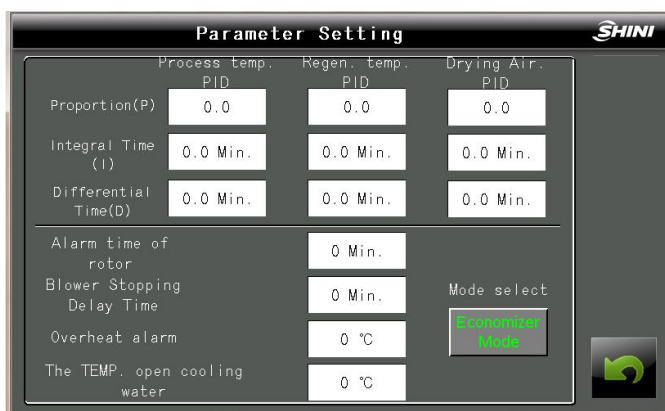 Parameter Setting
SHINI
Process temp. Regen. temp. Drying Air.
PID PID PID
Proportion(P) 0.0 0.0 0.0
Integral Time
(I) 0.0 Min. 0.0 Min. 0.0 Min.
Differential
Time(D) 0.0 Min. 0.0 Min. 0.0 Min.
Alarm time of
rotor 0 Min.
Blower Stopping
Delay Time 0 Min. Mode select
Economizer
Mode
Overheat alarm 0 ℃
The TEMP. open cooling
water 0 ℃